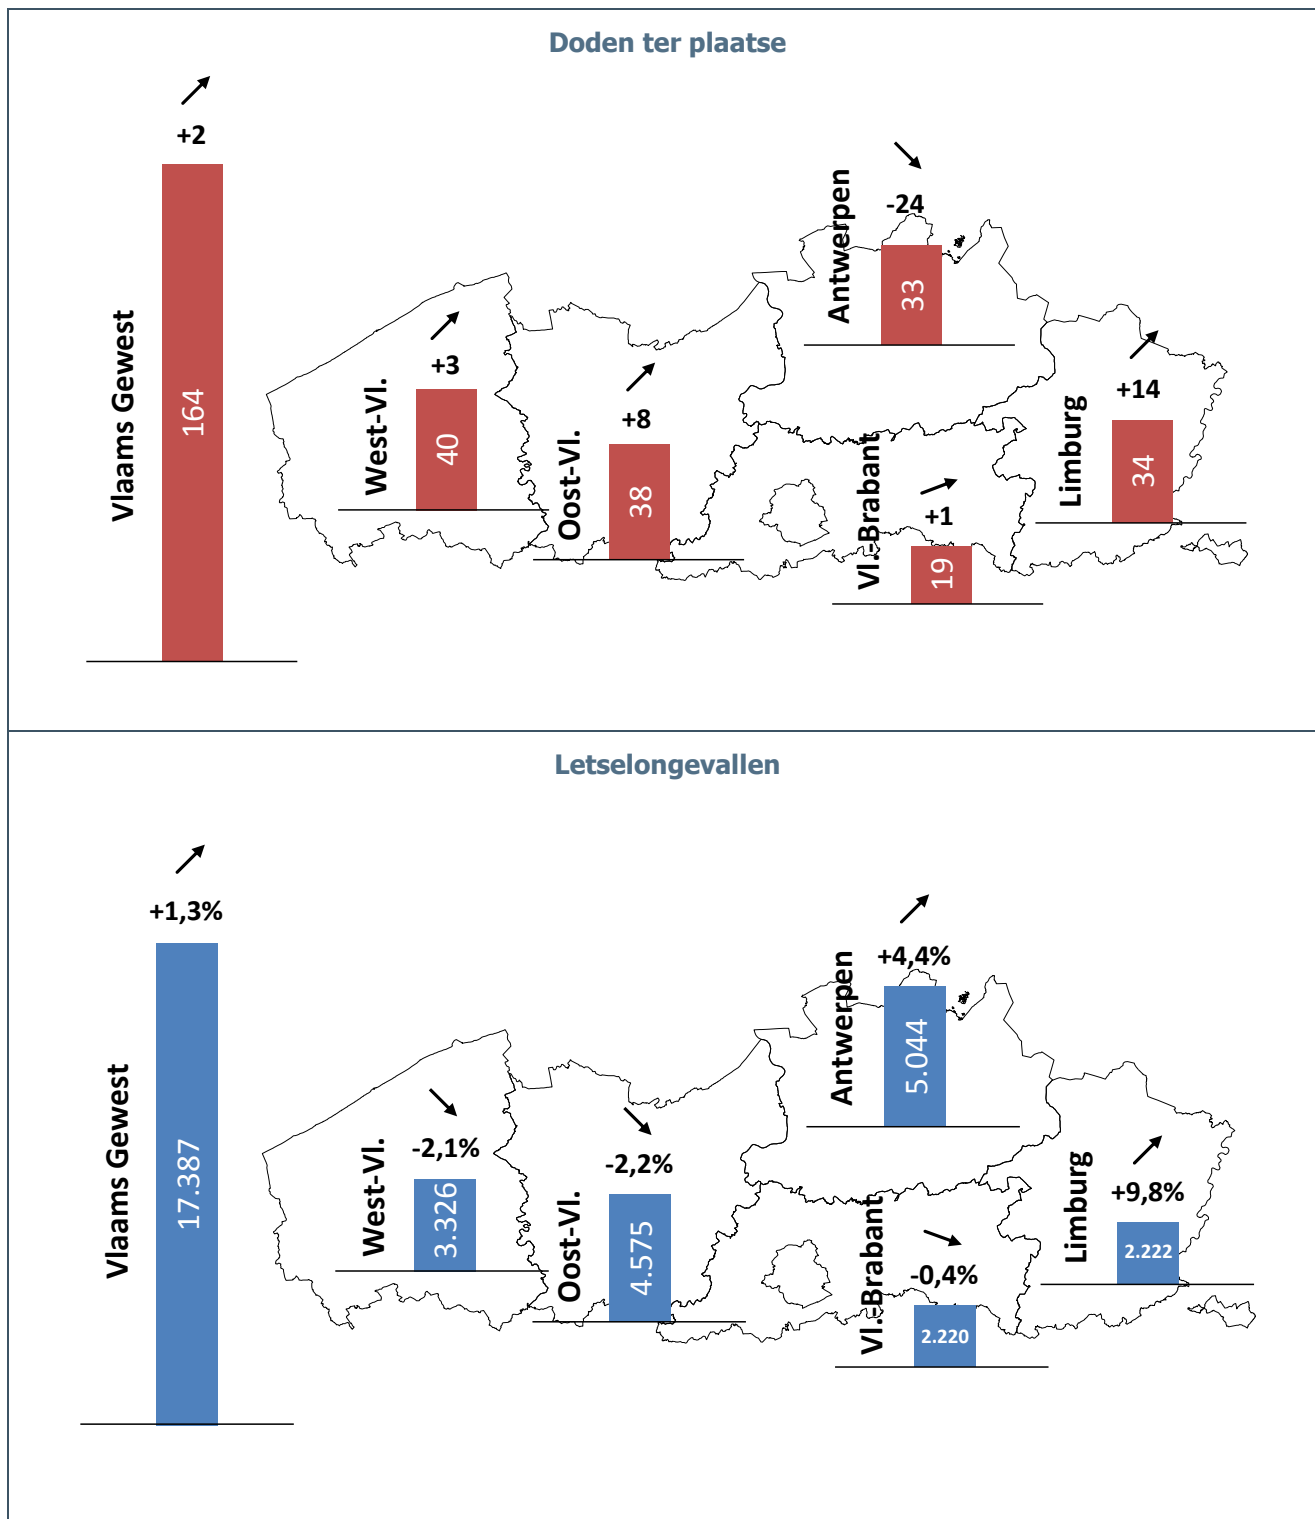 Doden ter plaatse
+2
Vlaams Gewest
164
+3
West-Vl.
40
+8
Oost-Vl.
38
-24
Antwerpen
33
+1
Vl.-Brabant
19
+14
Limburg
34
Letselongevallen
+1,3%
Vlaams Gewest
17.387
-2,1%
West-Vl.
3.326
-2,2%
Oost-Vl.
4.575
+4,4%
Antwerpen
5.044
-0,4%
Vl.-Brabant
2.220
+9,8%
Limburg
2.222